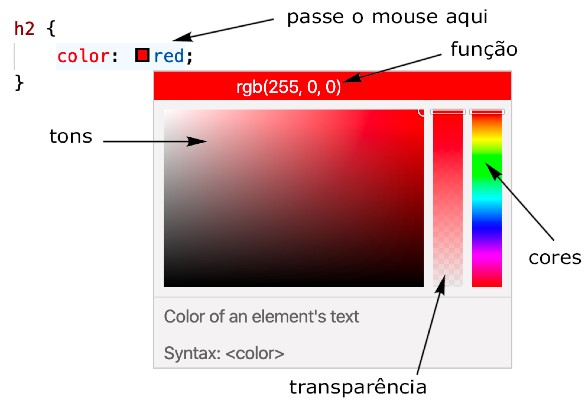 passe o mouse aqui
h2 {
color: red;
função
}
rgb(255, 0, 0)
tons
cores
Color of an element's text
Syntax: <color>
transparência